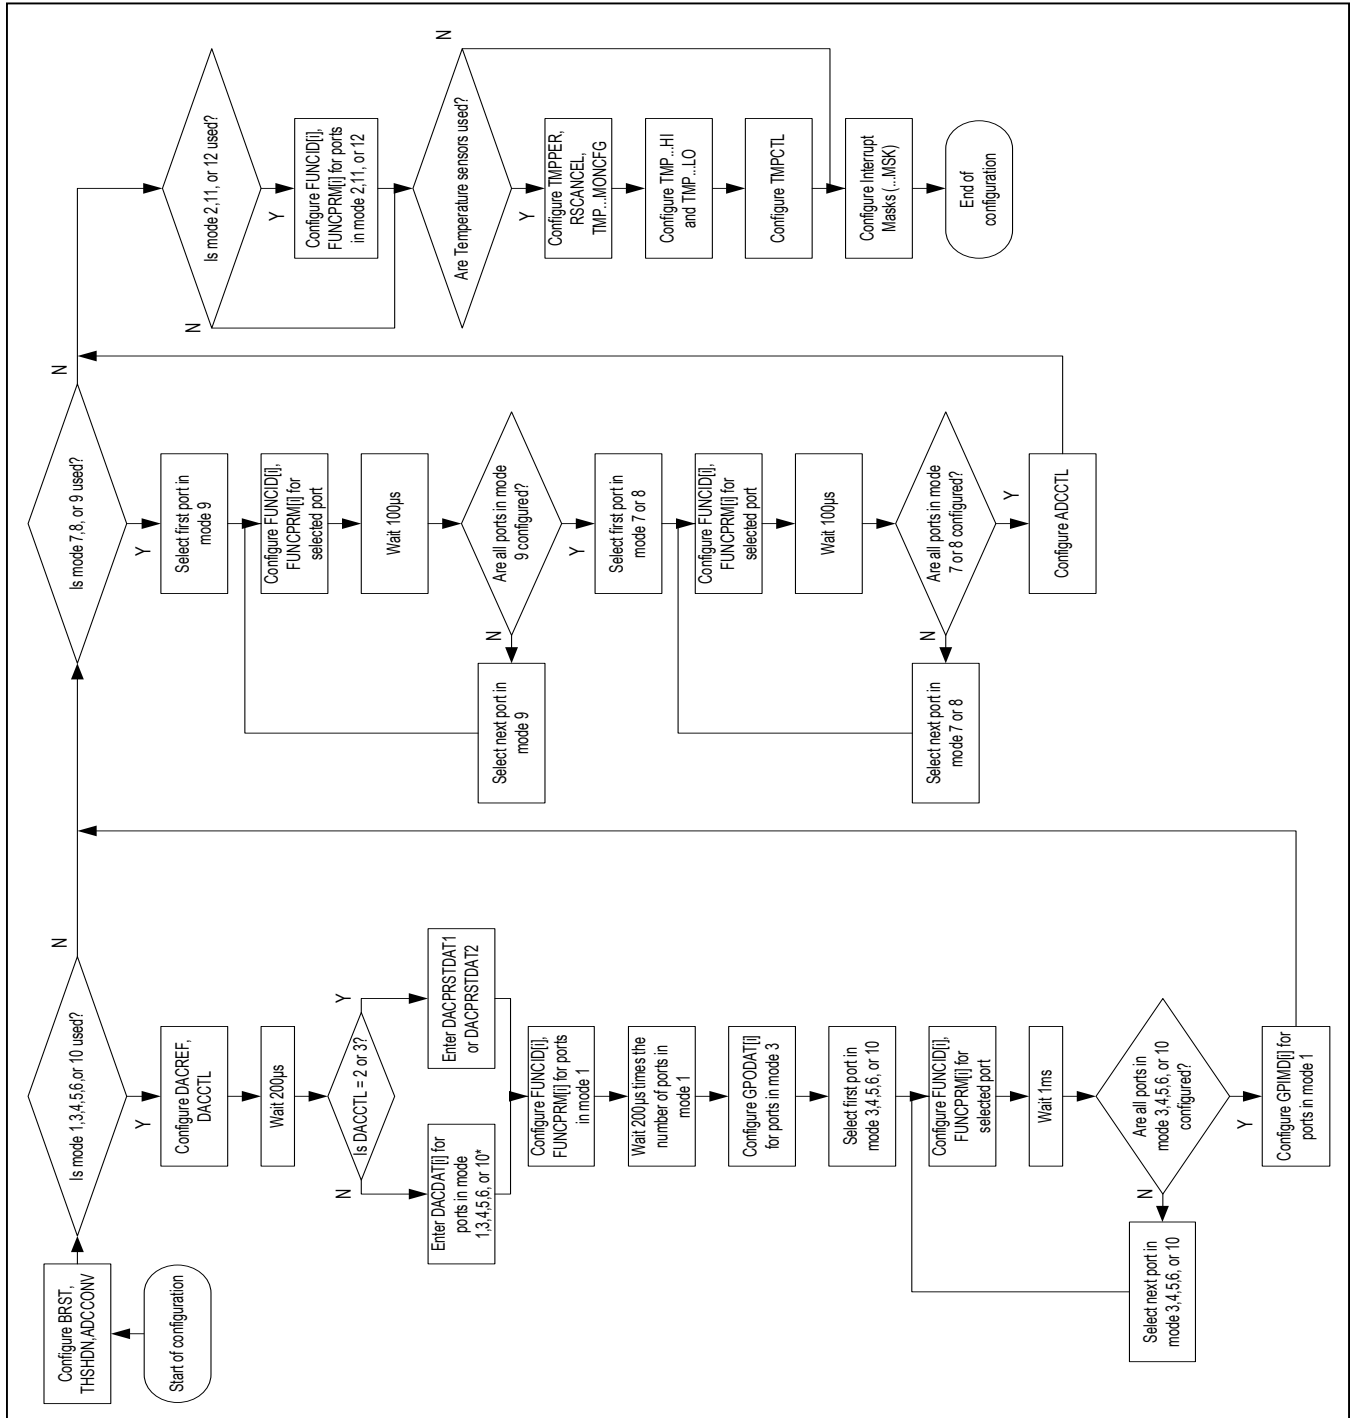 Start of configuration
Configure BRST,
THSHDN,ADCCONV
Is mode 1,3,4,5,6,or 10 used?
N
Y
Configure DACREF,
DACCTL
Wait 200µs
Is DACCTL = 2 or 3?
N
Y
Enter DACDAT[i] for
ports in mode
1,3,4,5,6, or 10*
Enter DACPRSTDAT1
or DACPRSTDAT2
Configure FUNCID[i],
FUNCPRM[i] for ports
in mode 1
Wait 200µs times the
number of ports in
mode 1
Configure GPODAT[i]
for ports in mode 3
Select first port in
mode 3,4,5,6, or 10
Configure FUNCID[i],
FUNCPRM[i] for
selected port
Wait 1ms
Are all ports in
mode 3,4,5,6, or 10
configured?
N
Y
Select next port in
mode 3,4,5,6, or 10
Configure GPIMD[i] for
ports in mode 1
Is mode 7,8, or 9 used?
N
Y
Select first port in
mode 9
Configure FUNCID[i],
FUNCPRM[i] for
selected port
Wait 100µs
Are all ports in mode
9 configured?
N
Y
Select next port in
mode 9
Select first port in
mode 7 or 8
Configure FUNCID[i],
FUNCPRM[i] for
selected port
Wait 100µs
Are all ports in mode
7 or 8 configured?
N
Y
Select next port in
mode 7 or 8
Configure ADCCTL
Is mode 2,11, or 12 used?
N
Y
Configure FUNCID[i],
FUNCPRM[i] for ports
in mode 2,11, or 12
Are Temperature sensors used?
N
Y
Configure TMPPER,
RSCANCEL,
TMP...MONCFG
Configure TMP...HI
and TMP...LO
Configure TMPCTL
Configure Interrupt
Masks (...MSK)
End of
configuration